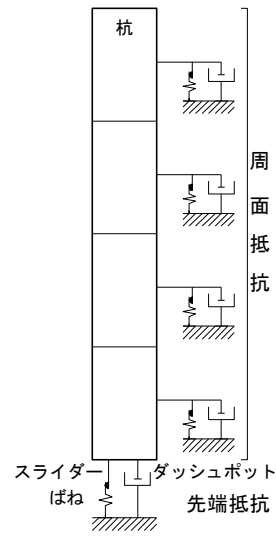 杭
周面抵抗
スライダー
ダッシュポット
ばね
先端抵抗